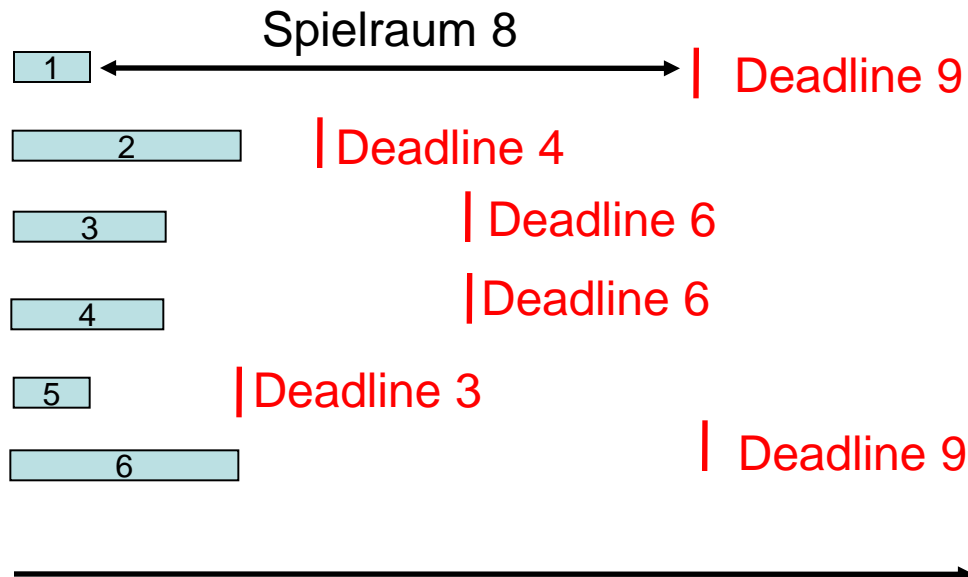 Spielraum 8
1
Deadline 9
2
Deadline 4
3
Deadline 6
4
Deadline 6
5
Deadline 3
6
Deadline 9